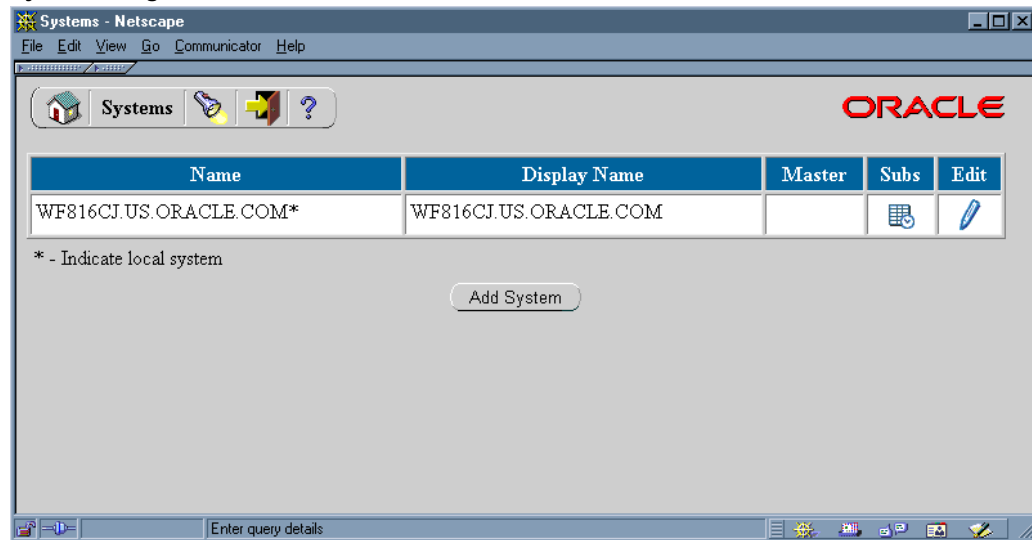 Systems - Netscape
File Edit View Go Communicator Help
Systems ? ORACLE
Name Display Name Master Subs Edit
WF816CJ.US.ORACLE.COM* WF816CJ.US.ORACLE.COM
* - Indicate local system
Add System
Enter query details